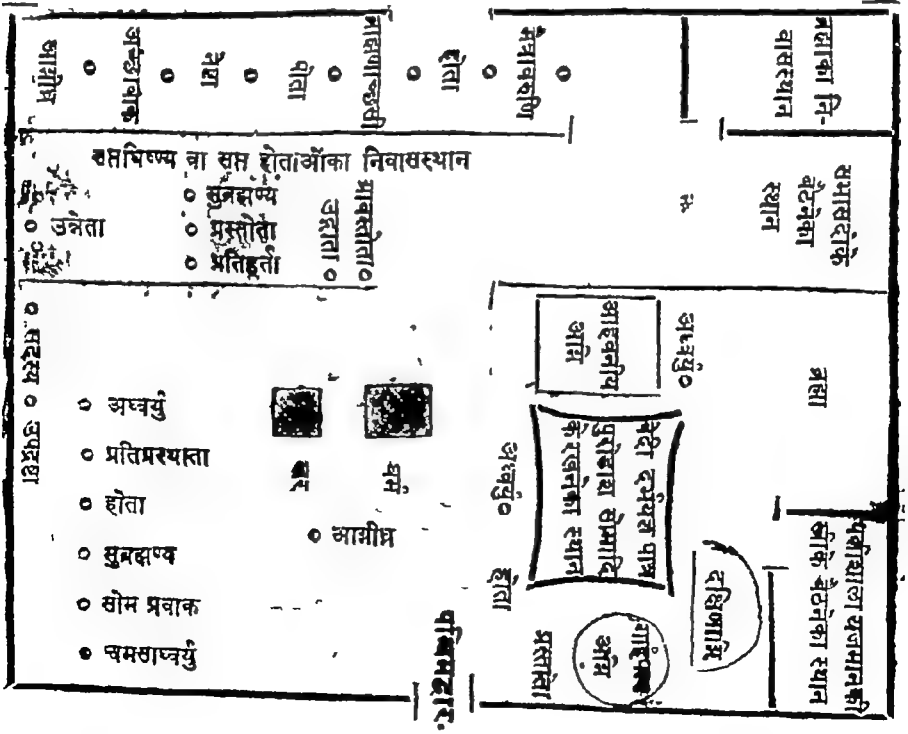 आग्नीध्र
अच्छावाक्
नेष्टा
पोता
ब्राह्मणाच्छंसी
होता
मैत्रावरुणि
ब्रह्माका नि-
वासस्थान
सप्तधिष्ण्य वा सप्त होताओंका निवासस्थान
उन्नेता
सुब्रह्मण्य
प्रस्तोता
प्रतिहर्ता
उद्गाता
ग्रावस्तोता
सभासदोंके
बैठनेका
स्थान
सदस्य
उपद्रष्टा
अध्वर्यु
प्रतिप्रस्थाता
होता
सुब्रह्मण्य
सोम प्रवाक
चमसाध्वर्यु
घर्म
आग्नीध्र
आहवनीय
अग्नि
अध्वर्यु
ब्रह्मा
वेदी दर्भयज्ञ पात्र
पुरोडाश सोमादि
के रखनेका स्थान
अध्वर्यु
होता
प्रशास्ता
गार्हपत्य
अग्नि
दक्षिणाग्नि
पत्नीशाला यजमानकी
स्त्रीके बैठनेका स्थान
पश्चिमद्वार.